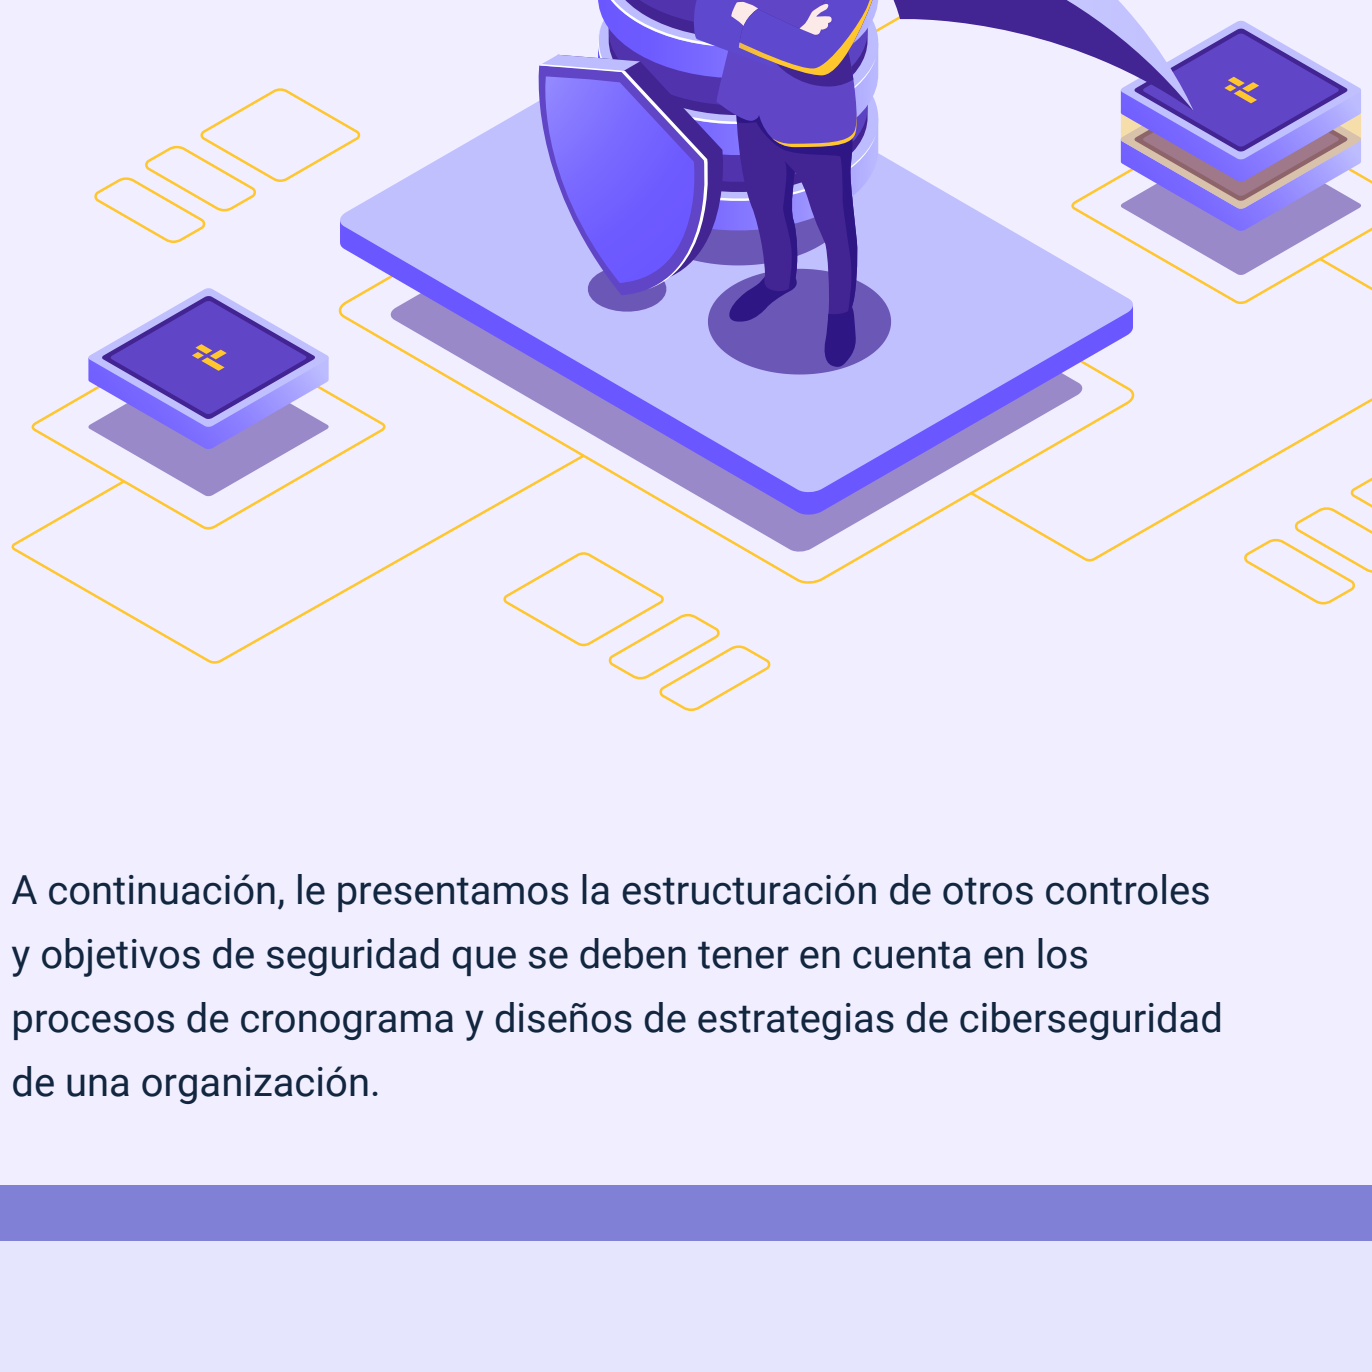 A continuación, le presentamos la estructuración de otros controles
y objetivos de seguridad que se deben tener en cuenta en los
procesos de cronograma y diseños de estrategias de ciberseguridad
de una organización.